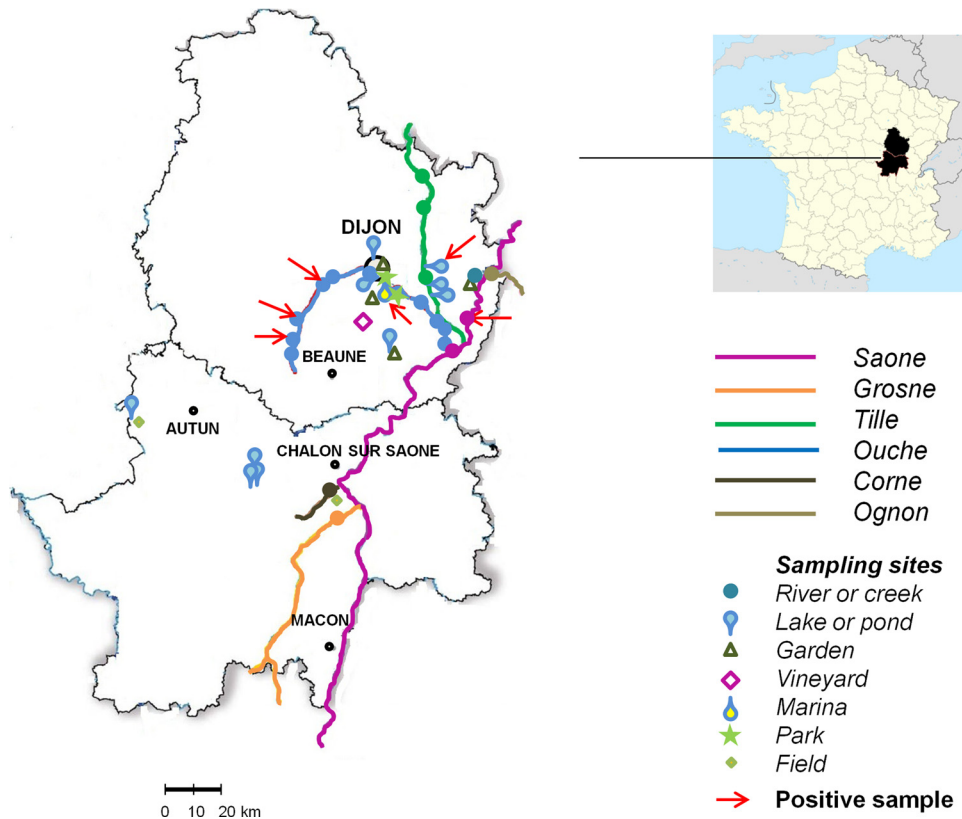 DIJON
BEAUNE
AUTUN
CHALON SUR SAONE
MACON
0 10 20 km
Saone
Grosne
Tille
Ouche
Corne
Ognon
Sampling sites
River or creek
Lake or pond
Garden
Vineyard
Marina
Park
Field
Positive sample